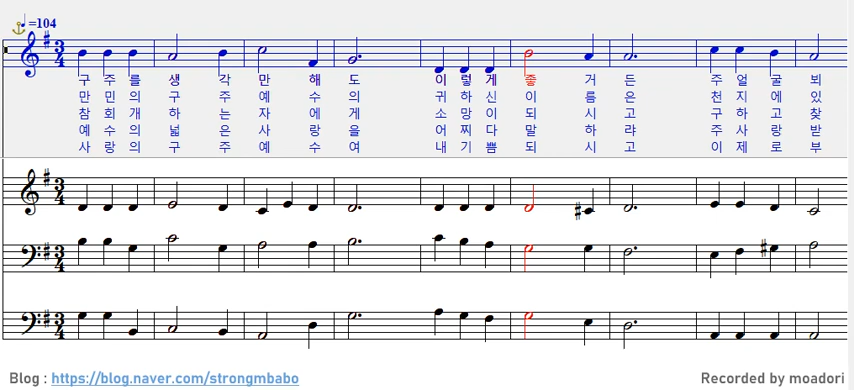 =104
구 주 를 생 각 만 해 도 이 렇 게 좋 거 든 주 얼 굴 뵈
만 민 의 구 주 예 수 의 귀 하 신 이 름 은 천 지 에 있
참 회 개 하 는 자 에 게 소 망 이 되 시 고 구 하 고 찾
예 수 의 넓 은 사 랑 을 어 찌 다 말 하 랴 주 사 랑 받
사 랑 의 구 주 예 수 여 내 기 쁨 되 시 고 이 제 로 부
Blog : https://blog.naver.com/strongmbabo
Recorded by moadori